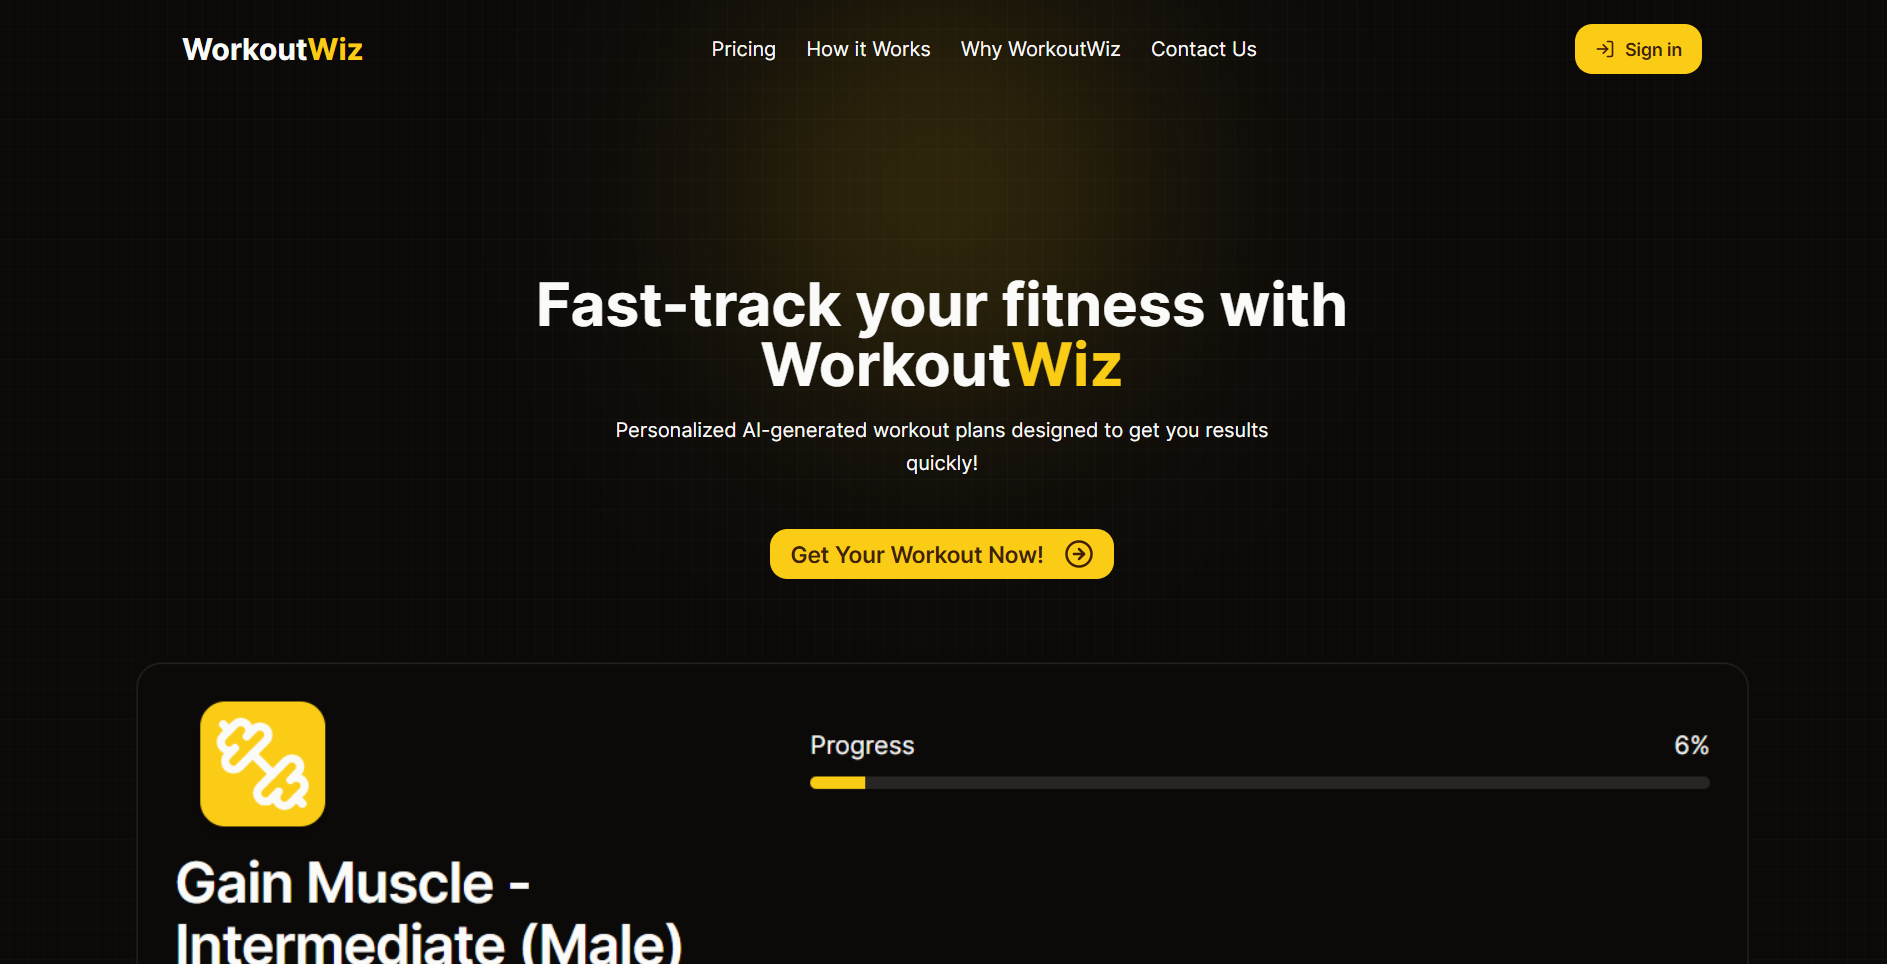 WorkoutWiz
Pricing
How it Works
Why WorkoutWiz
Contact Us
Sign in
Fast-track your fitness with
WorkoutWiz
Personalized AI-generated workout plans designed to get you results
quickly!
Get Your Workout Now!
Progress
6%
Gain Muscle -
Intermediate (Male)